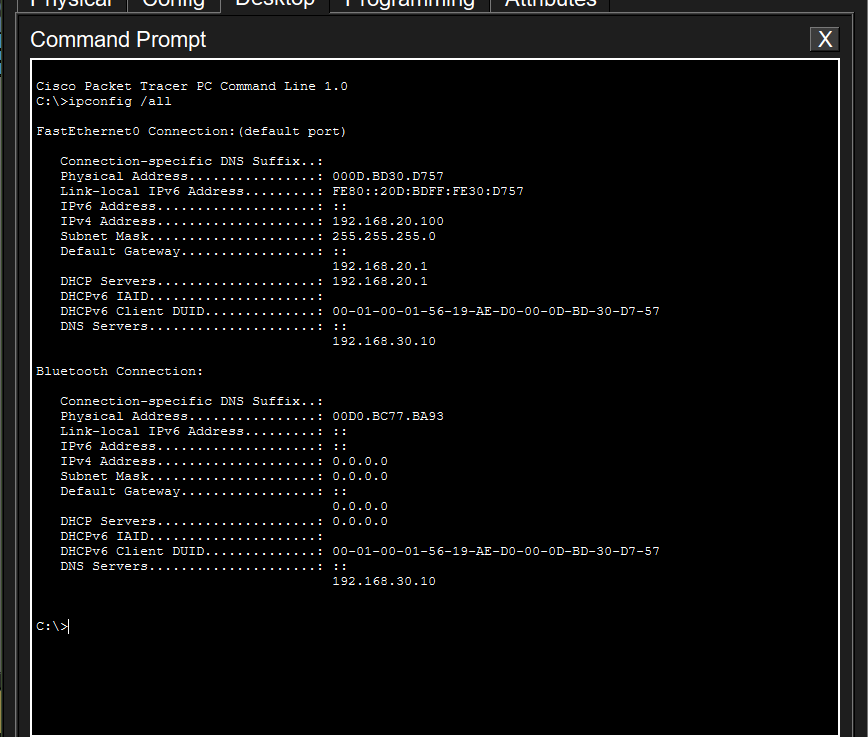 Physical Config Desktop Programming Attributes
Command Prompt
X
Cisco Packet Tracer PC Command Line 1.0
C:\>ipconfig /all
FastEthernet0 Connection:(default port)
Connection-specific DNS Suffix..:
Physical Address................: 000D.BD30.D757
Link-local IPv6 Address.........: FE80::20D:BDFF:FE30:D757
IPv6 Address....................: ::
IPv4 Address....................: 192.168.20.100
Subnet Mask.....................: 255.255.255.0
Default Gateway.................: ::
192.168.20.1
DHCP Servers....................: 192.168.20.1
DHCPv6 IAID.....................:
DHCPv6 Client DUID..............: 00-01-00-01-56-19-AE-D0-00-0D-BD-30-D7-57
DNS Servers.....................: ::
192.168.30.10
Bluetooth Connection:
Connection-specific DNS Suffix..:
Physical Address................: 00D0.BC77.BA93
Link-local IPv6 Address.........: ::
IPv6 Address....................: ::
IPv4 Address....................: 0.0.0.0
Subnet Mask.....................: 0.0.0.0
Default Gateway.................: ::
0.0.0.0
DHCP Servers....................: 0.0.0.0
DHCPv6 IAID.....................:
DHCPv6 Client DUID..............: 00-01-00-01-56-19-AE-D0-00-0D-BD-30-D7-57
DNS Servers.....................: ::
192.168.30.10
C:\>